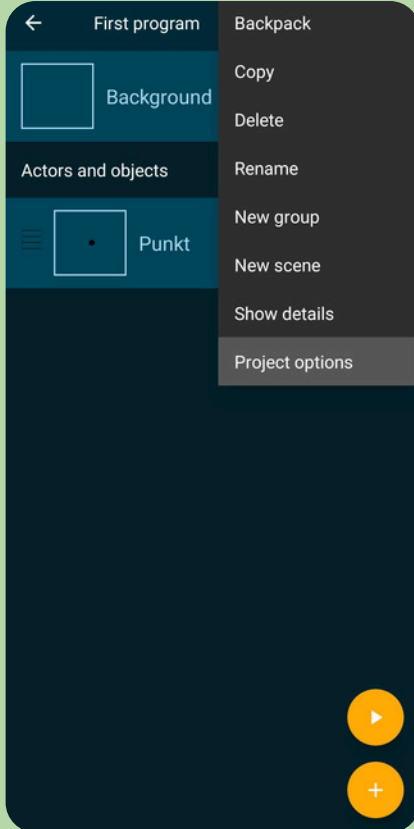 First program
Background
Actors and objects
Punkt
Backpack
Copy
Delete
Rename
New group
New scene
Show details
Project options